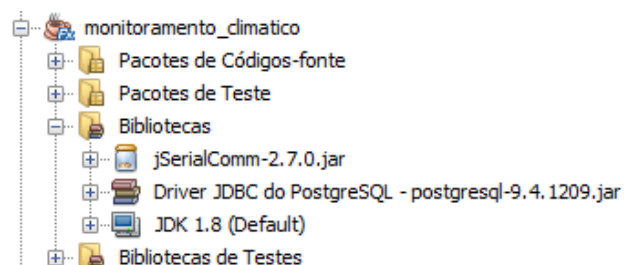 monitoramento_climatico
Pacotes de Códigos-fonte
Pacotes de Teste
Bibliotecas
jSerialComm-2.7.0.jar
Driver JDBC do PostgreSQL - postgresql-9.4.1209.jar
JDK 1.8 (Default)
Bibliotecas de Testes